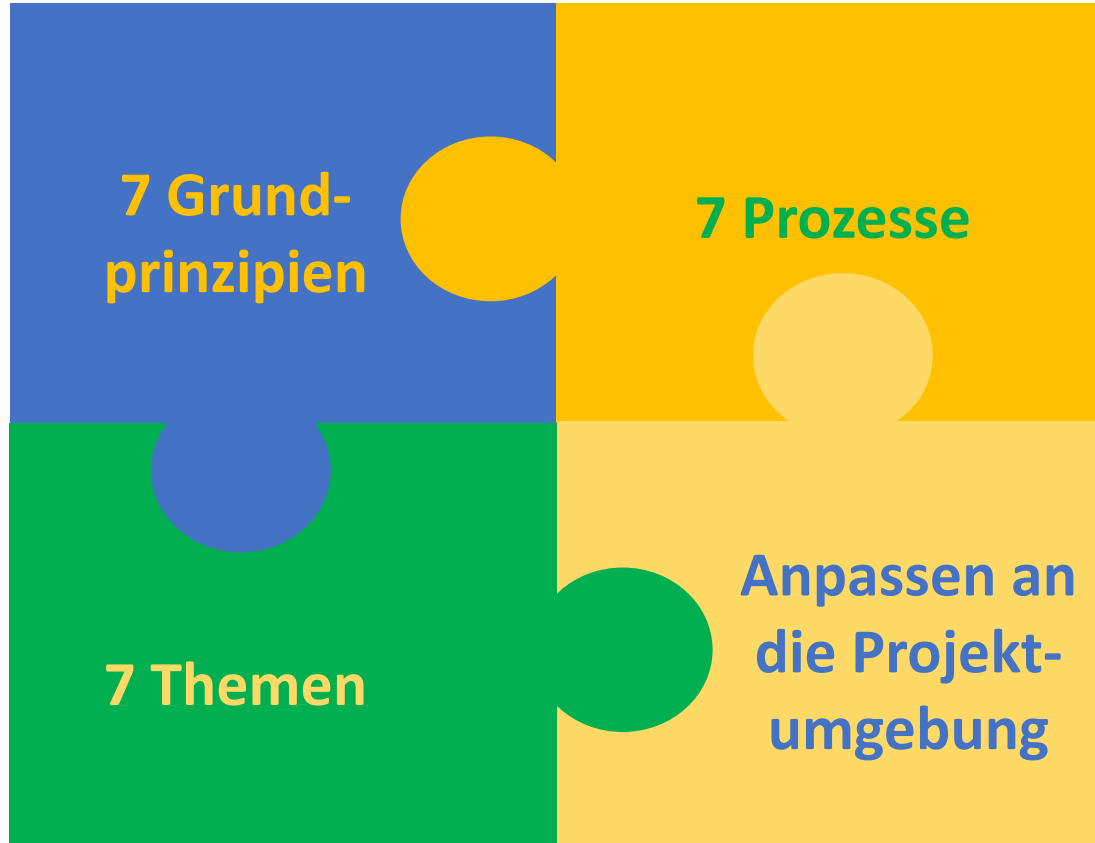 7 Grund-
prinzipien
7 Prozesse
7 Themen
Anpassen an
die Projekt-
umgebung